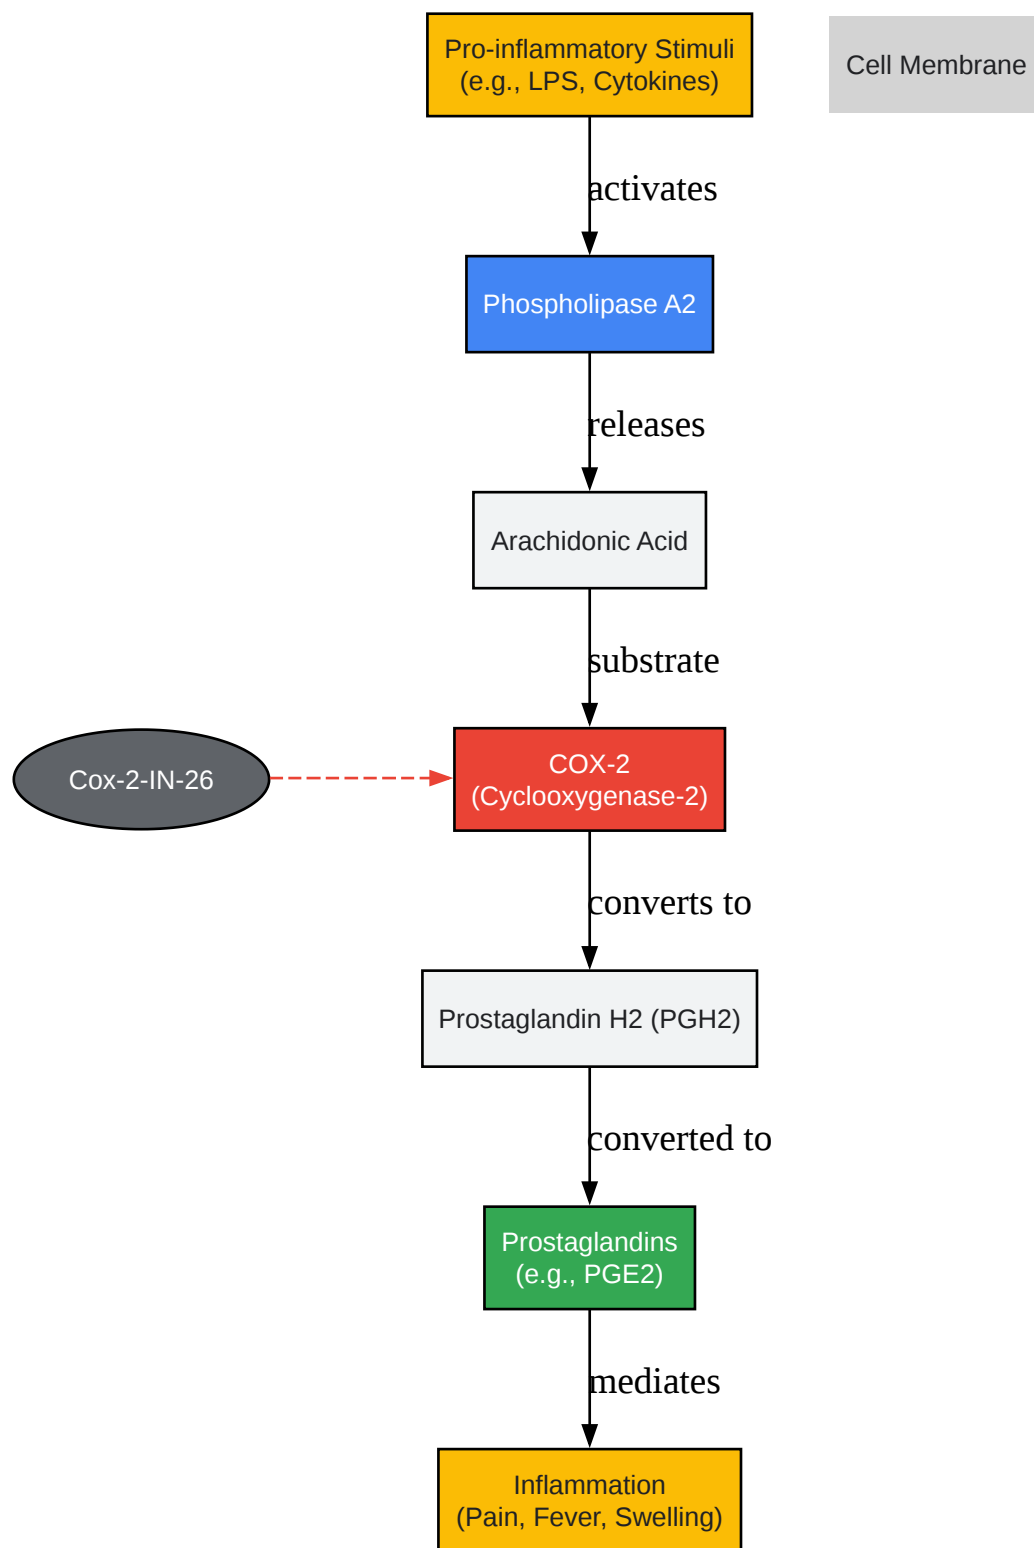 Pro-inflammatory Stimuli
(e.g., LPS, Cytokines)
Cell Membrane
activates
Phospholipase A2
releases
Arachidonic Acid
substrate
Cox-2-IN-26
COX-2
(Cyclooxygenase-2)
converts to
Prostaglandin H2 (PGH2)
converted to
Prostaglandins
(e.g., PGE2)
mediates
Inflammation
(Pain, Fever, Swelling)